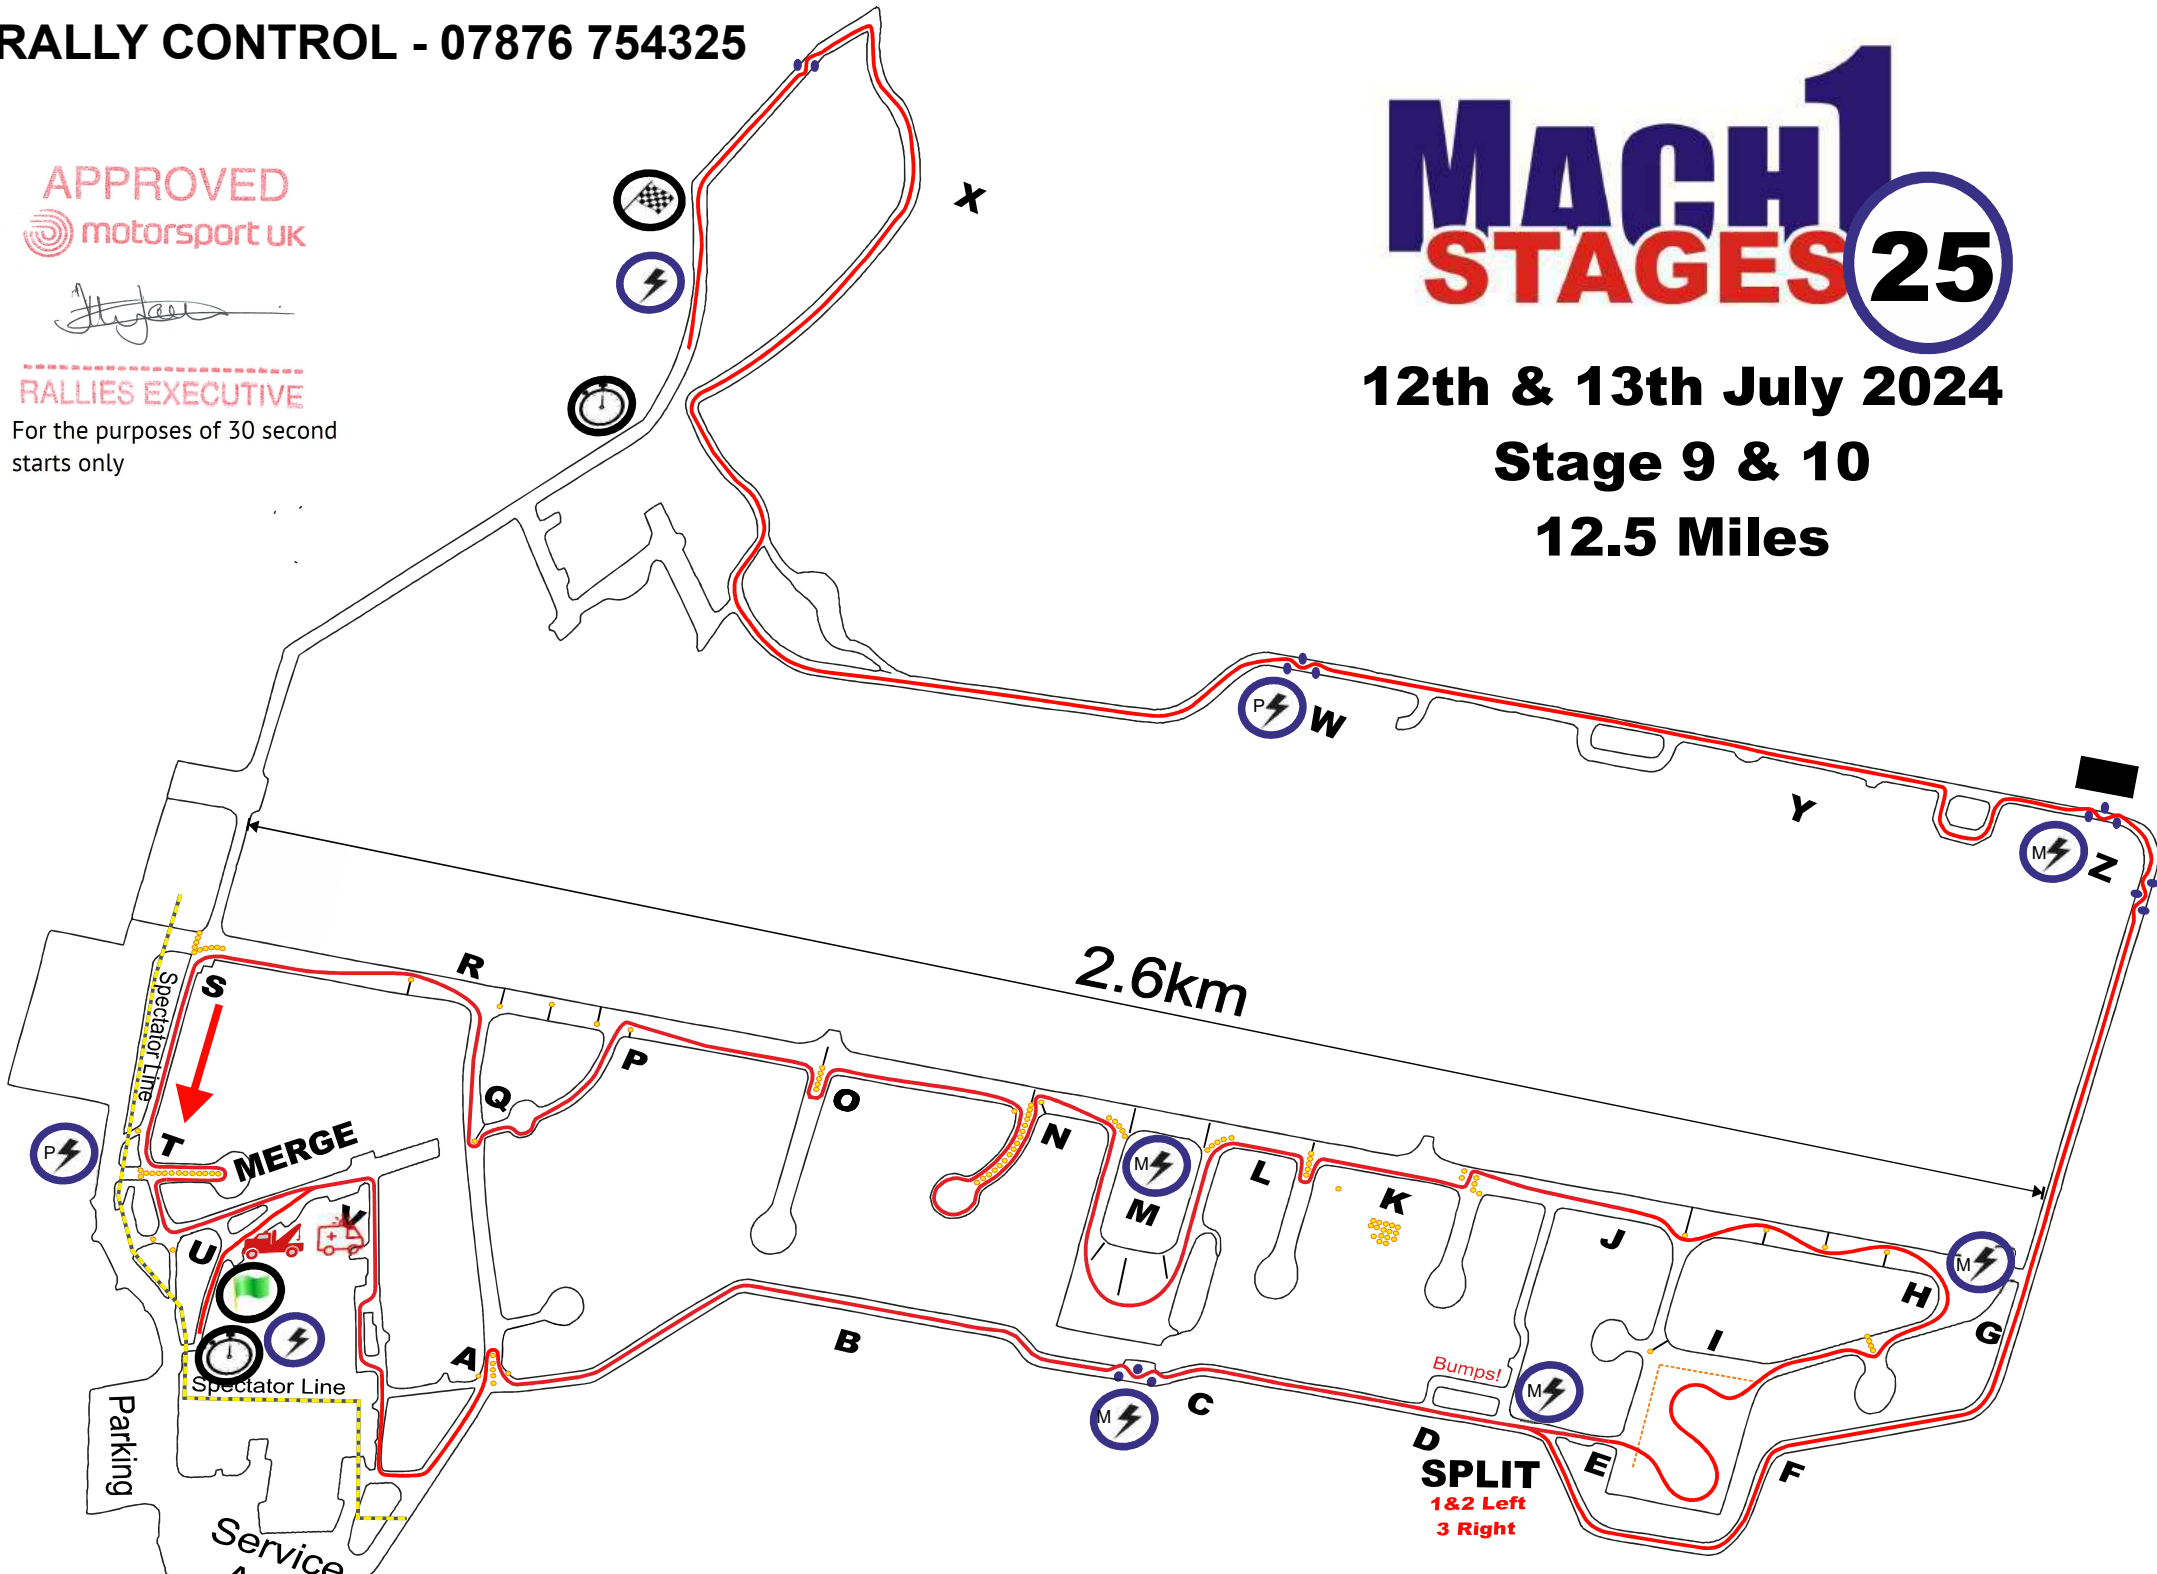 RALLY CONTROL - 07876 754325
MACH 1
STAGES 25
12th & 13th July 2024
Stage 9 & 10
12.5 Miles
APPROVED
motorsport UK
RALLIES EXECUTIVE
For the purposes of 30 second
starts only
X
P
W
Y
M
Z
2.6km
R
S
Spectator Line
P
Q
O
N
M
M
L
K
J
H
M
G
I
T
MERGE
P
U
V
A
B
Spectator Line
Parking
Service
C
M
Bumps!
M
D
SPLIT
1&2 Left
3 Right
E
F